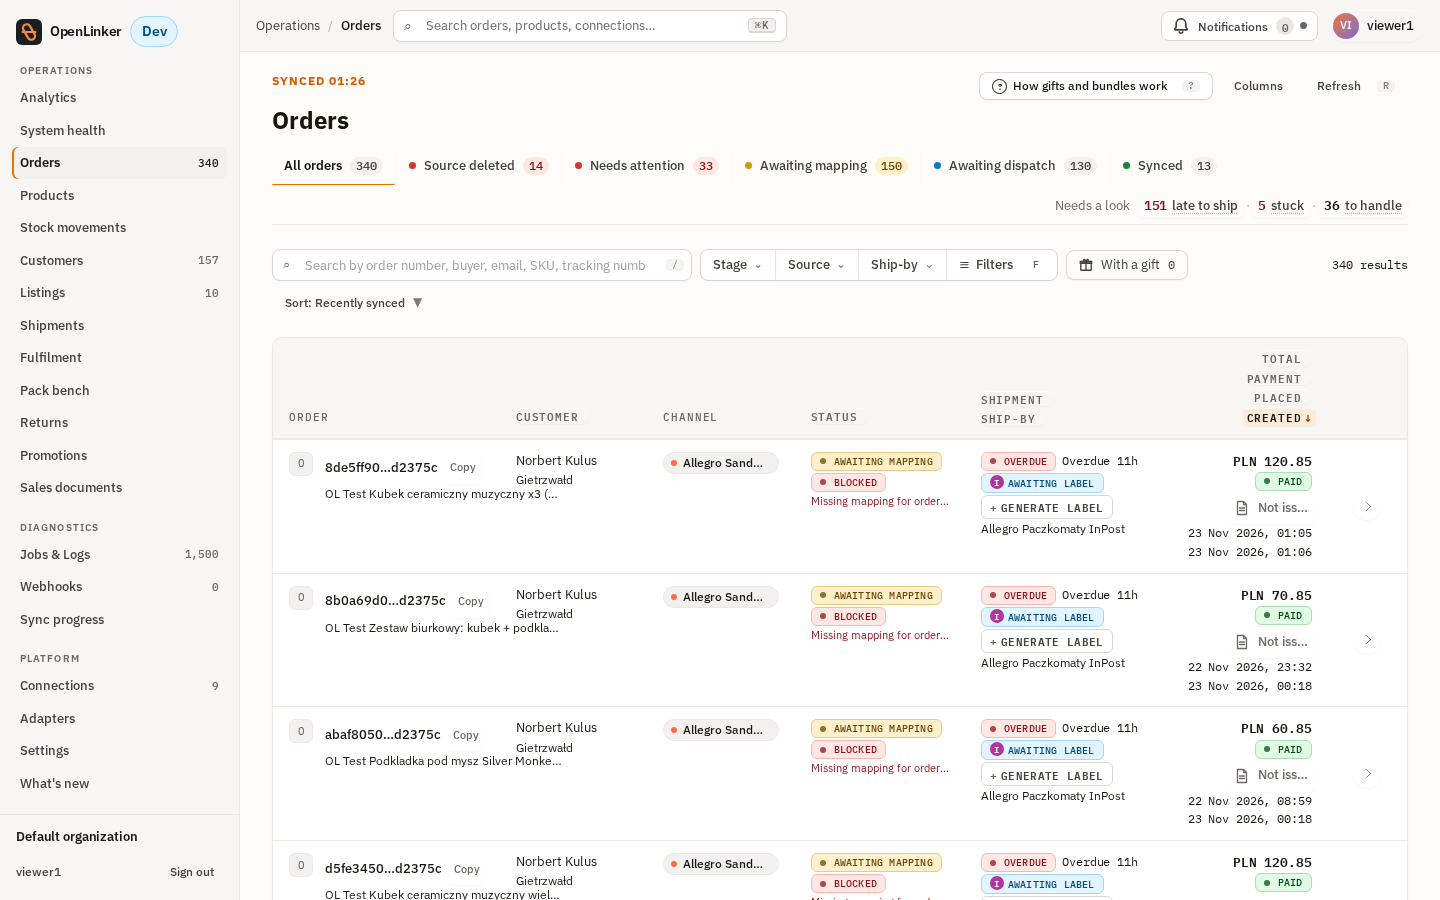 OpenLinker Dev
OPERATIONS
Analytics
System health
Orders 340
Products
Stock movements
Customers 157
Listings 10
Shipments
Fulfilment
Pack bench
Returns
Promotions
Sales documents
DIAGNOSTICS
Jobs & Logs 1,500
Webhooks 0
Sync progress
PLATFORM
Connections 9
Adapters
Settings
What's new
Default organization
viewer1 Sign out
Operations / Orders
Search orders, products, connections... ⌘K
Notifications 0
VI viewer1
SYNCED 01:26
How gifts and bundles work ?
Columns
Refresh R
Orders
All orders 340
Source deleted 14
Needs attention 33
Awaiting mapping 150
Awaiting dispatch 130
Synced 13
Needs a look 151 late to ship · 5 stuck · 36 to handle
Search by order number, buyer, email, SKU, tracking numb /
Stage
Source
Ship-by
Filters F
With a gift 0
340 results
Sort: Recently synced ▼
ORDER
CUSTOMER
CHANNEL
STATUS
SHIPMENT
SHIP-BY
TOTAL
PAYMENT
PLACED
CREATED ↓
O
8de5ff90…d2375c Copy
OL Test Kubek ceramiczny muzyczny x3 (…
Norbert Kulus
Gietrzwałd
Allegro Sand…
AWAITING MAPPING
BLOCKED
Missing mapping for order…
OVERDUE Overdue 11h
I AWAITING LABEL
+ GENERATE LABEL
Allegro Paczkomaty InPost
PLN 120.85
PAID
Not iss…
23 Nov 2026, 01:05
23 Nov 2026, 01:06
O
8b0a69d0…d2375c Copy
OL Test Zestaw biurkowy: kubek + podkla…
Norbert Kulus
Gietrzwałd
Allegro Sand…
AWAITING MAPPING
BLOCKED
Missing mapping for order…
OVERDUE Overdue 11h
I AWAITING LABEL
+ GENERATE LABEL
Allegro Paczkomaty InPost
PLN 70.85
PAID
Not iss…
22 Nov 2026, 23:32
23 Nov 2026, 00:18
O
abaf8050…d2375c Copy
OL Test Podkladka pod mysz Silver Monke…
Norbert Kulus
Gietrzwałd
Allegro Sand…
AWAITING MAPPING
BLOCKED
Missing mapping for order…
OVERDUE Overdue 11h
I AWAITING LABEL
+ GENERATE LABEL
Allegro Paczkomaty InPost
PLN 60.85
PAID
Not iss…
22 Nov 2026, 08:59
23 Nov 2026, 00:18
O
d5fe3450…d2375c Copy
OL Test Kubek ceramiczny muzyczny wiel…
Norbert Kulus
Gietrzwałd
Allegro Sand…
AWAITING MAPPING
BLOCKED
OVERDUE Overdue 11h
I AWAITING LABEL
PLN 120.85
PAID